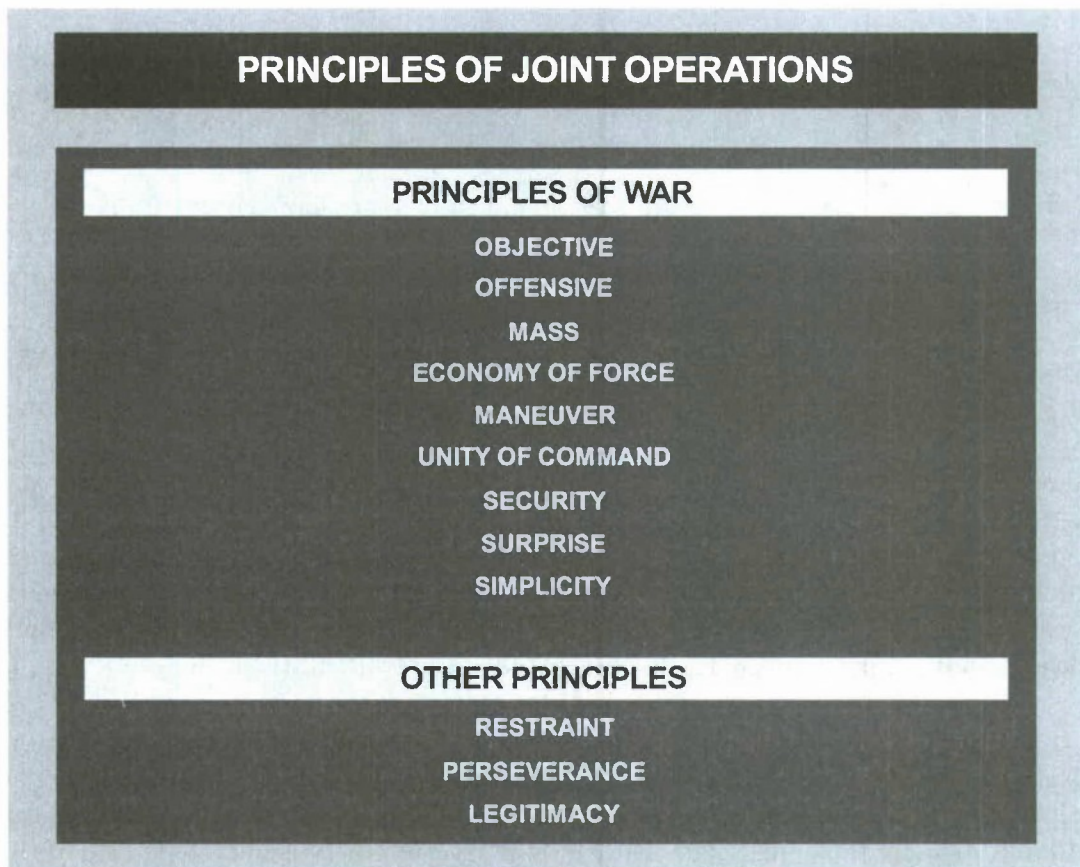 PRINCIPLES OF JOINT OPERATIONS
PRINCIPLES OF WAR
OBJECTIVE
OFFENSIVE
MASS
ECONOMY OF FORCE
MANEUVER
UNITY OF COMMAND
SECURITY
SURPRISE
SIMPLICITY
OTHER PRINCIPLES
RESTRAINT
PERSEVERANCE
LEGITIMACY